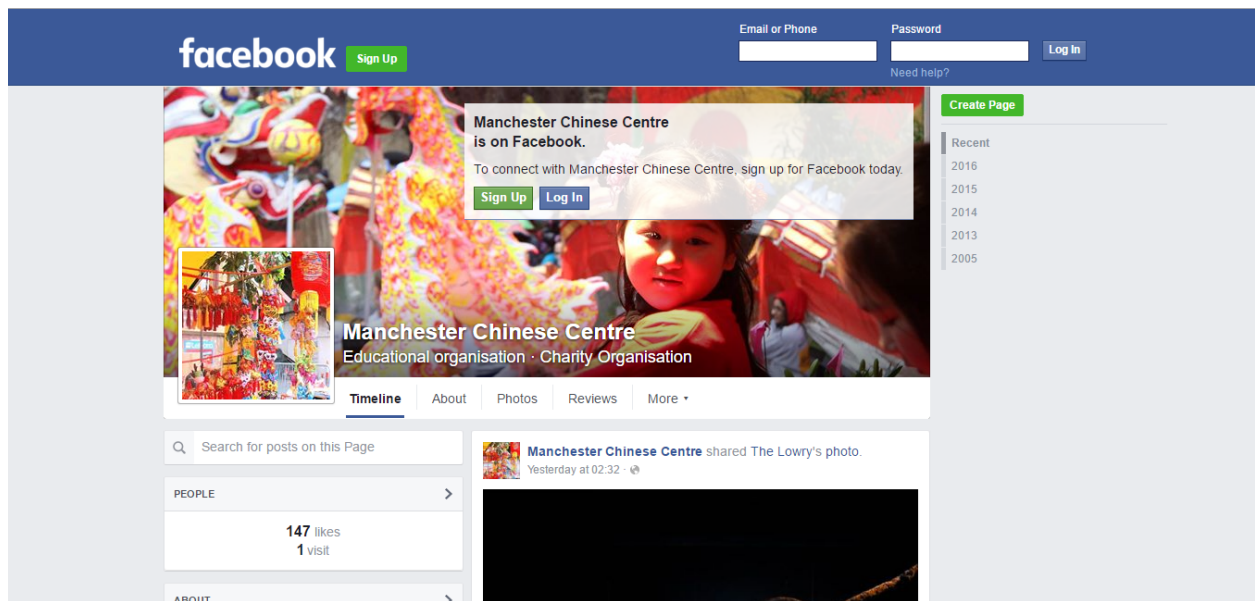 facebook
Sign Up
Email or Phone
Password
Log In
Need help?
Manchester Chinese Centre
is on Facebook.
To connect with Manchester Chinese Centre, sign up for Facebook today.
Sign Up
Log In
Create Page
Recent
2016
2015
2014
2013
2005
Manchester Chinese Centre
Educational organisation · Charity Organisation
Timeline
About
Photos
Reviews
More
Search for posts on this Page
PEOPLE
147 likes
1 visit
ABOUT
Manchester Chinese Centre shared The Lowry's photo.
Yesterday at 02:32 ·